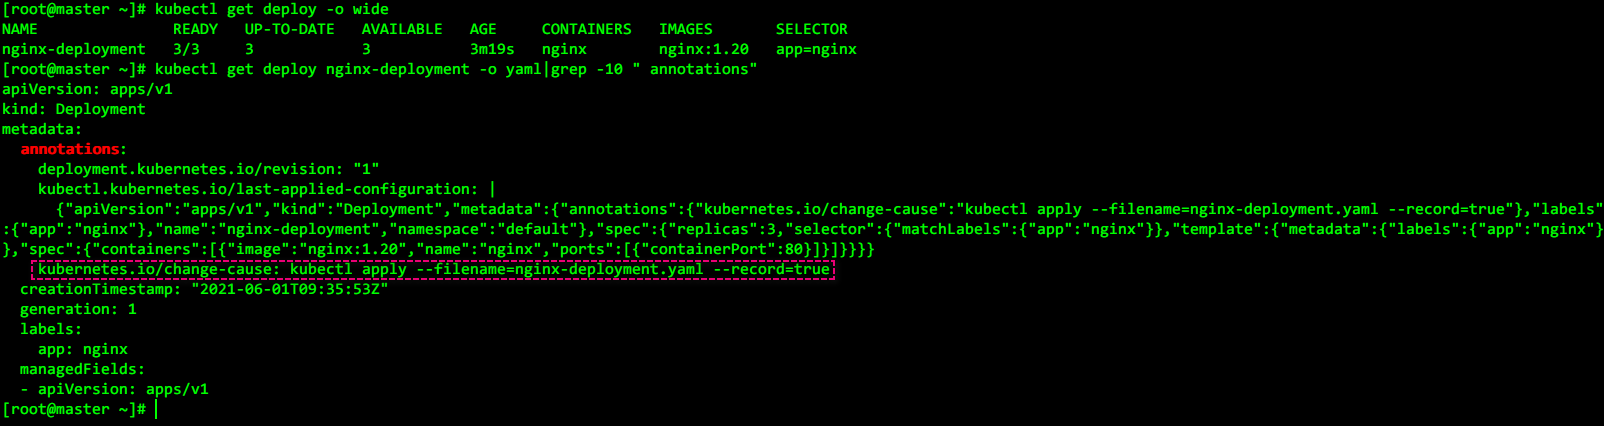 [root@master ~]# kubectl get deploy -o wide
NAME               READY   UP-TO-DATE   AVAILABLE   AGE     CONTAINERS   IMAGES       SELECTOR
nginx-deployment   3/3     3            3           3m19s   nginx        nginx:1.20   app=nginx
[root@master ~]# kubectl get deploy nginx-deployment -o yaml|grep -10 " annotations"
apiVersion: apps/v1
kind: Deployment
metadata:
  annotations:
    deployment.kubernetes.io/revision: "1"
    kubectl.kubernetes.io/last-applied-configuration: |
      {"apiVersion":"apps/v1","kind":"Deployment","metadata":{"annotations":{"kubernetes.io/change-cause":"kubectl apply --filename=nginx-deployment.yaml --record=true"},"labels"
:{"app":"nginx"},"name":"nginx-deployment","namespace":"default"},"spec":{"replicas":3,"selector":{"matchLabels":{"app":"nginx"}},"template":{"metadata":{"labels":{"app":"nginx"}
},"spec":{"containers":[{"image":"nginx:1.20","name":"nginx","ports":[{"containerPort":80}]}]}}}}
    kubernetes.io/change-cause: kubectl apply --filename=nginx-deployment.yaml --record=true
  creationTimestamp: "2021-06-01T09:35:53Z"
  generation: 1
  labels:
    app: nginx
  managedFields:
  - apiVersion: apps/v1
[root@master ~]#